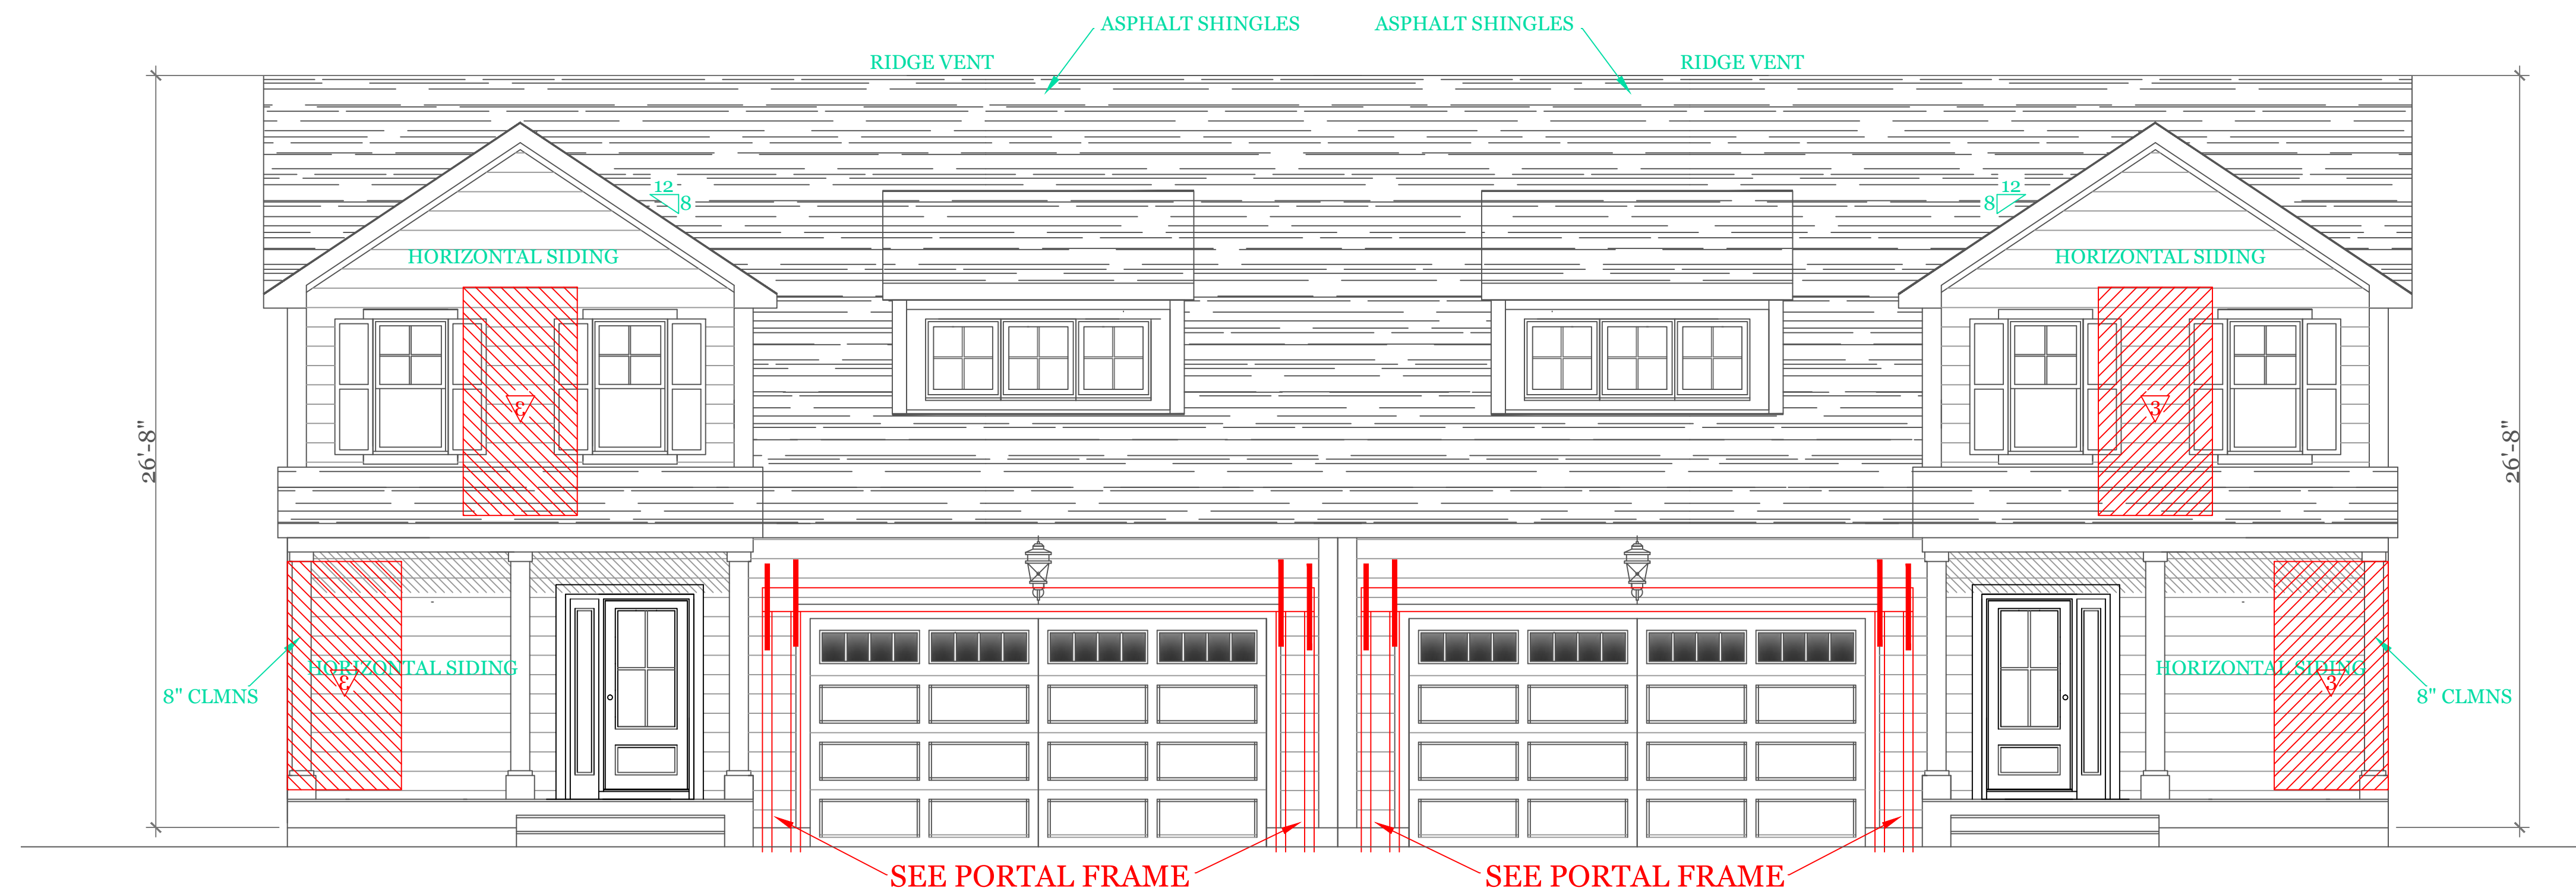 ASPHALT SHINGLES
ASPHALT SHINGLES
RIDGE VENT
RIDGE VENT
12
8
12
8
HORIZONTAL SIDING
HORIZONTAL SIDING
3
3
26'-8"
26'-8"
HORIZONTAL SIDING
HORIZONTAL SIDING
3
3
8" CLMNS
8" CLMNS
SEE PORTAL FRAME
SEE PORTAL FRAME